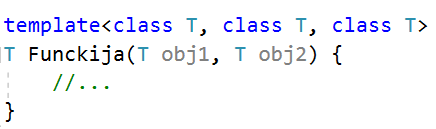 template<class T, class T, class T>
T Funckija(T obj1, T obj2) {
//...
}